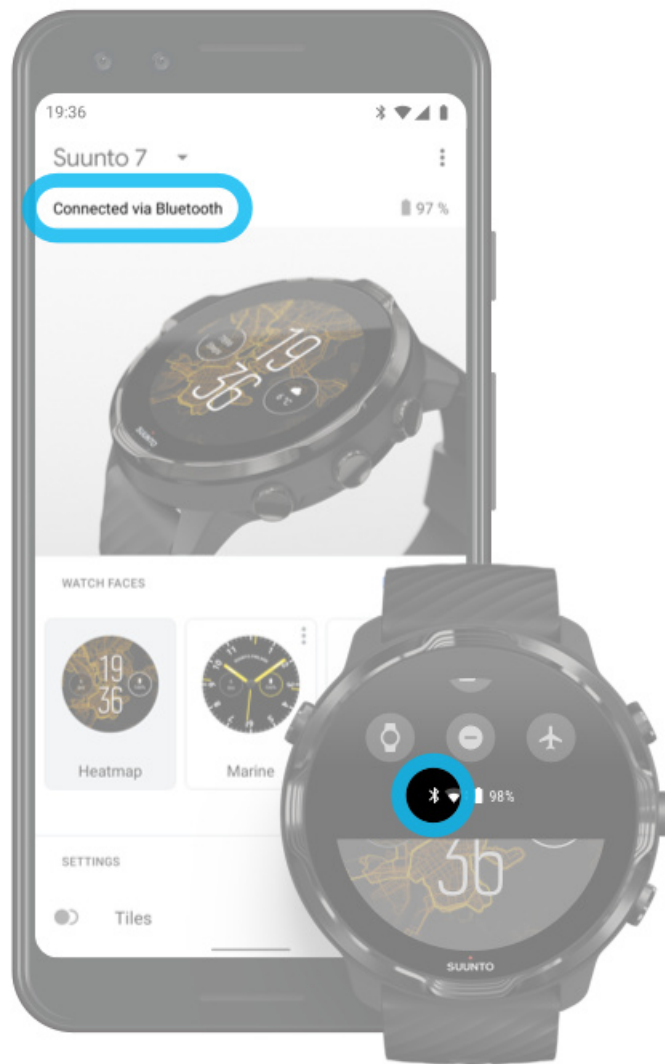 19:36
Suunto 7
Connected via Bluetooth
97 %
19
36
SUUNTO
WATCH FACES
19
36
Heatmap
Marine
98%
36
SUUNTO
SETTINGS
Tiles